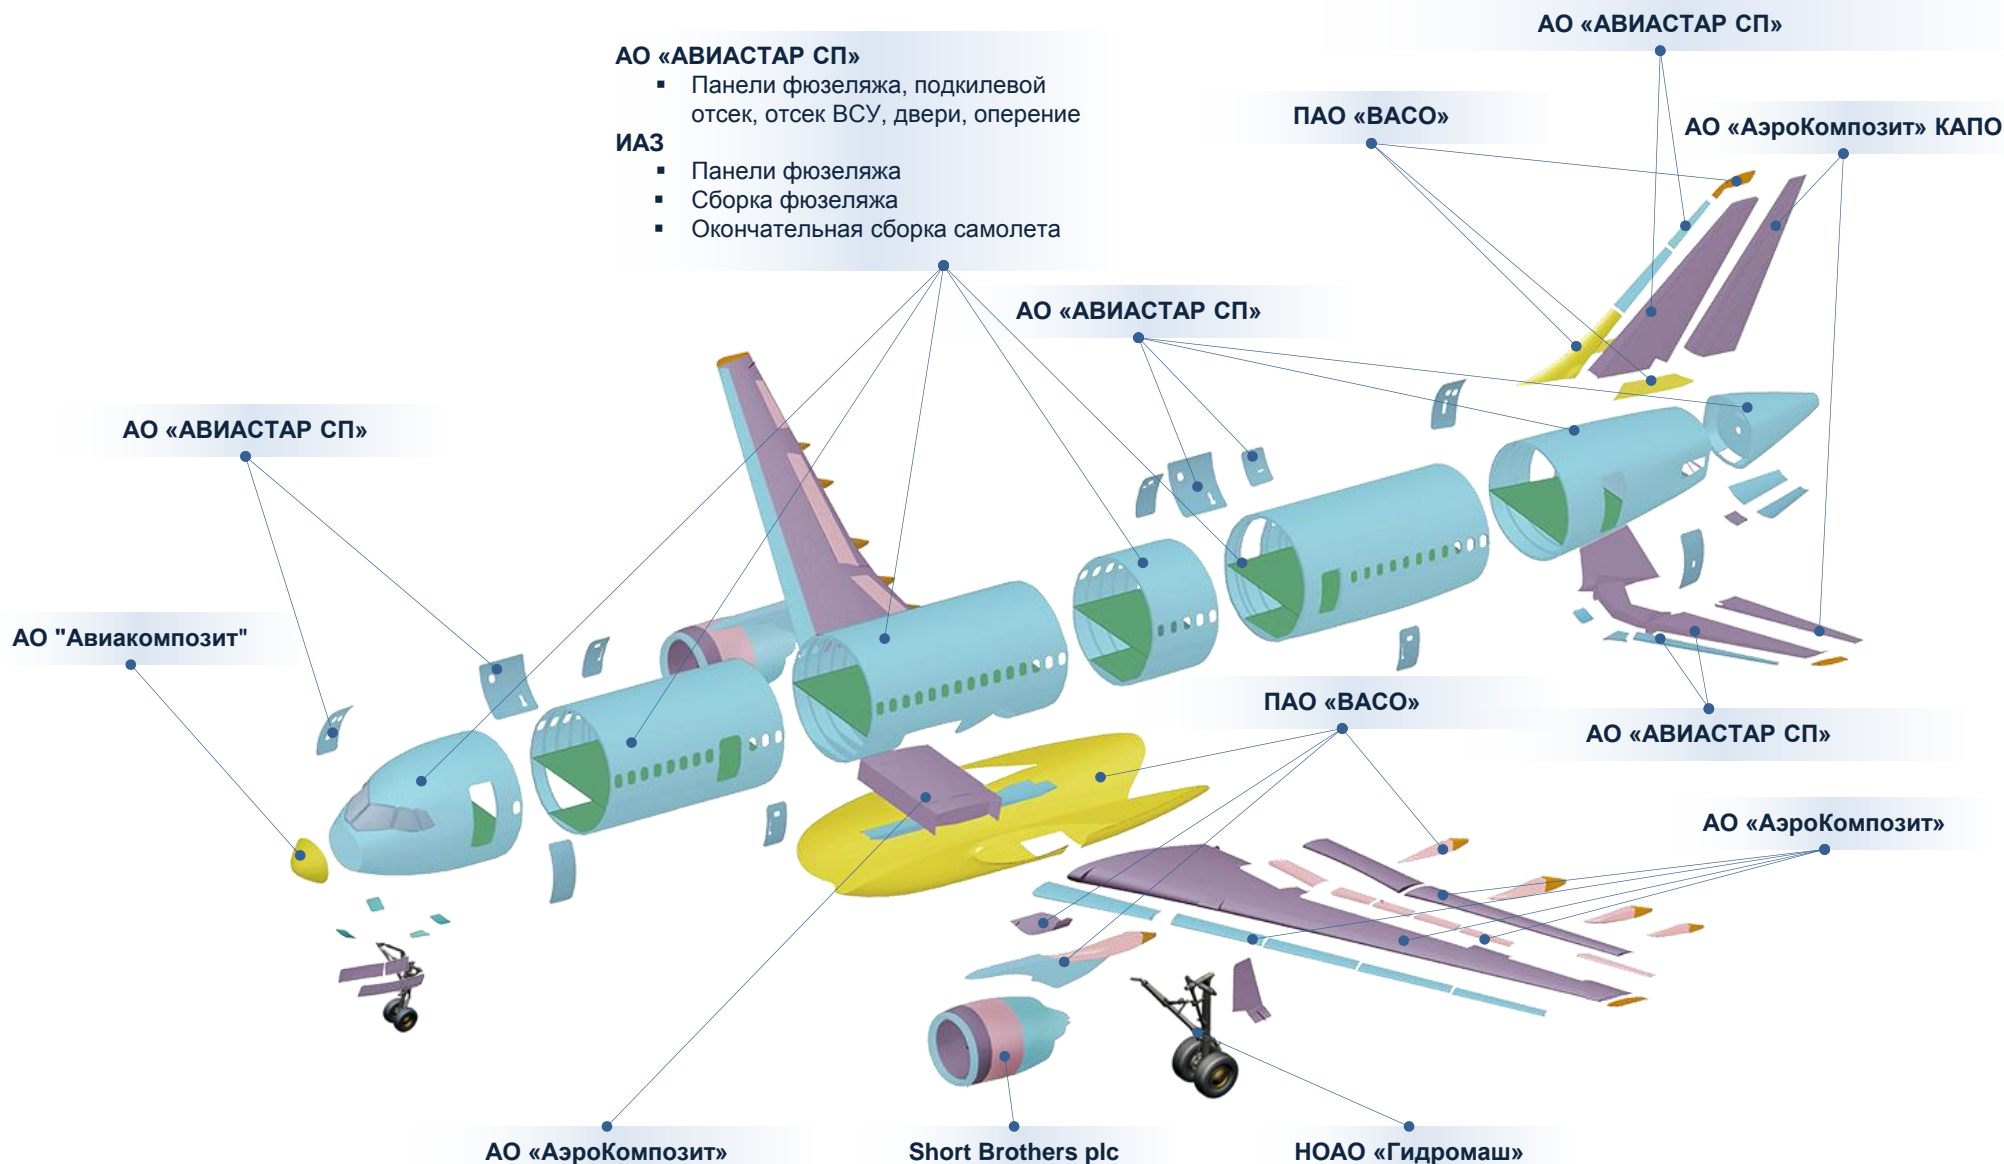 АО «АВИАСТАР СП»
АО «АВИАСТАР СП»
▪ Панели фюзеляжа, подкилевой
отсек, отсек ВСУ, двери, оперение
ИАЗ
▪ Панели фюзеляжа
▪ Сборка фюзеляжа
▪ Окончательная сборка самолета
ПАО «ВАСО»
АО «АэроКомпозит» КАПО
АО «АВИАСТАР СП»
АО «АВИАСТАР СП»
АО "Авиакомпозит"
ПАО «ВАСО»
АО «АВИАСТАР СП»
АО «АэроКомпозит»
АО «АэроКомпозит»
Short Brothers plc
НОАО «Гидромаш»